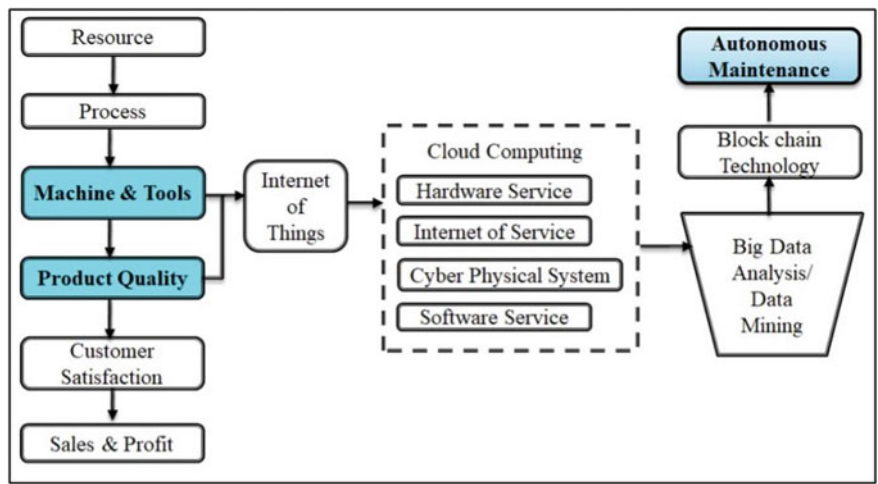 Resource
Process
Machine & Tools
Product Quality
Customer
Satisfaction
Sales & Profit
Internet
of
Things
Cloud Computing
Hardware Service
Internet of Service
Cyber Physical System
Software Service
Big Data
Analysis/
Data
Mining
Block chain
Technology
Autonomous
Maintenance